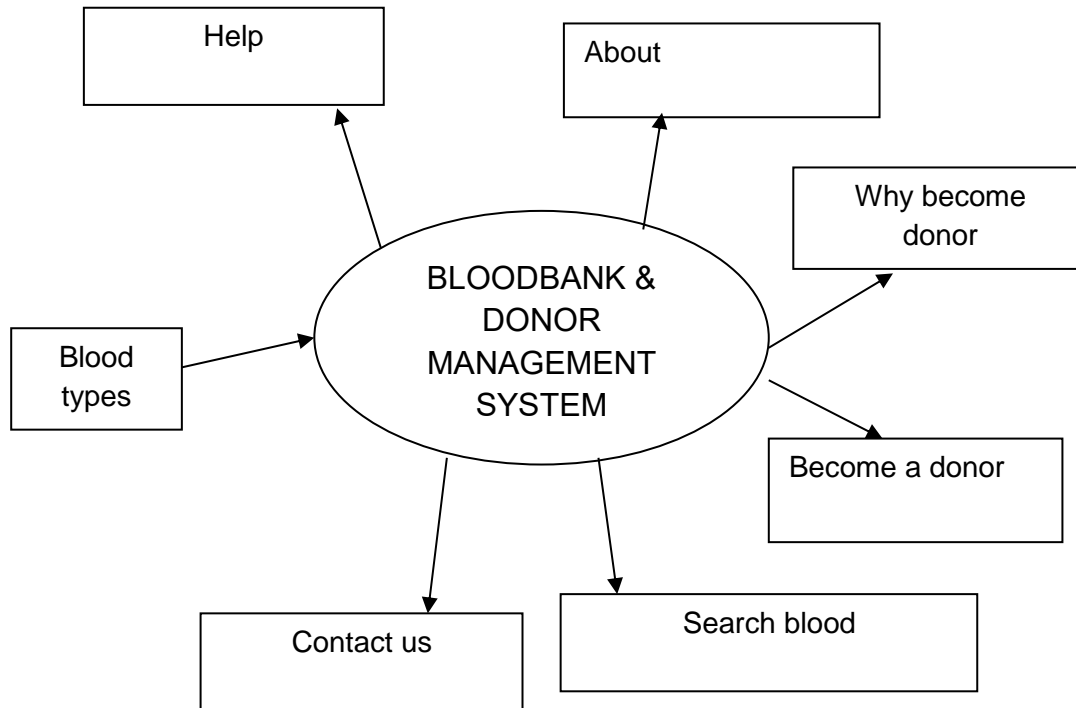 Help
About
Why become
donor
BLOODBANK &
DONOR
MANAGEMENT
SYSTEM
Blood
types
Become a donor
Contact us
Search blood